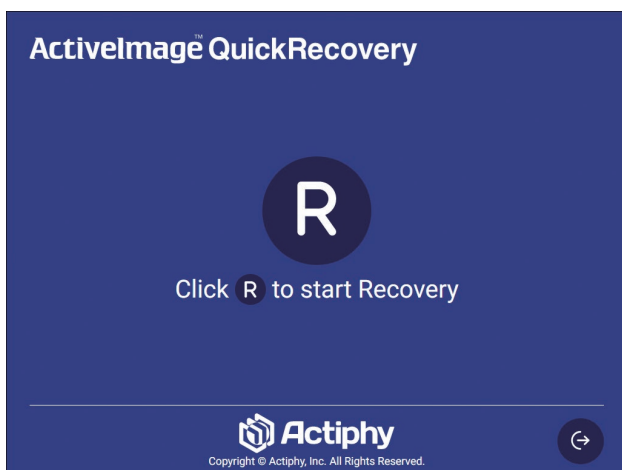 ActiveImage™ QuickRecovery
R
Click R to start Recovery
Actiphy
Copyright © Actiphy, Inc. All Rights Reserved.